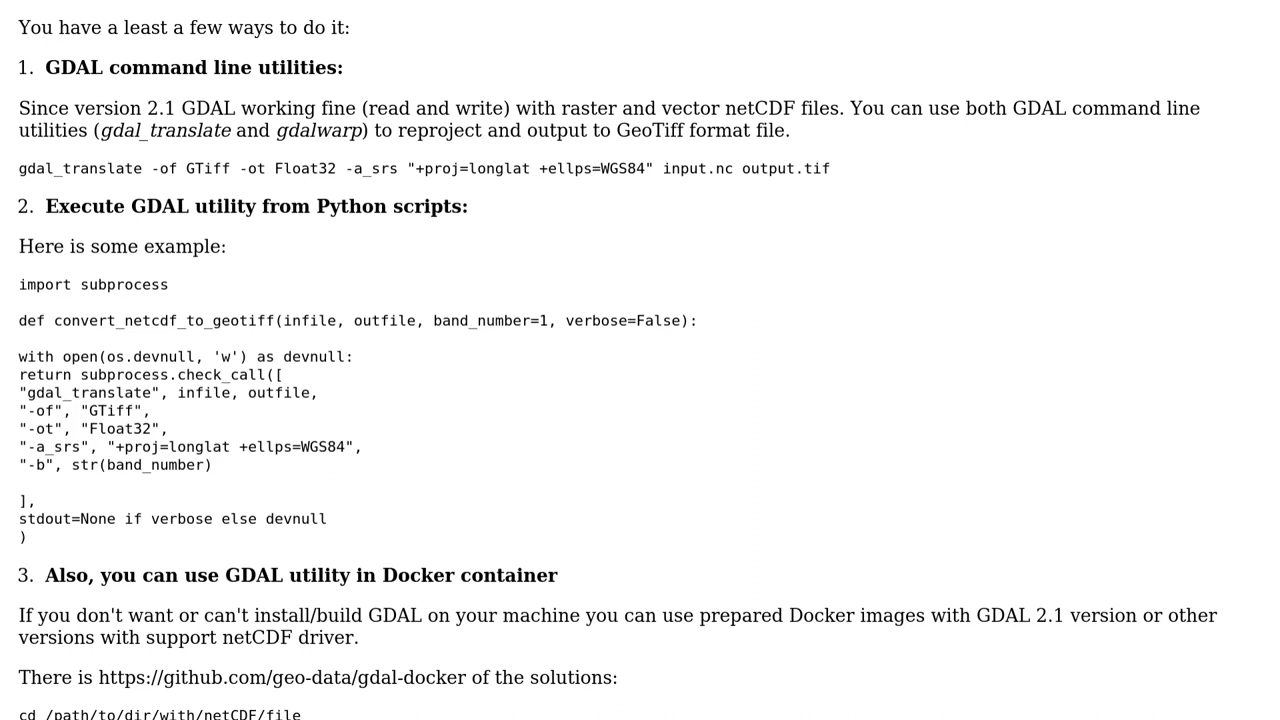 You have a least a few ways to do it:
1. GDAL command line utilities:
Since version 2.1 GDAL working fine (read and write) with raster and vector netCDF files. You can use both GDAL command line
utilities (gdal_translate and gdalwarp) to reproject and output to GeoTiff format file.
gdal_translate -of GTiff -ot Float32 -a_srs "+proj=longlat +ellps=WGS84" input.nc output.tif
2. Execute GDAL utility from Python scripts:
Here is some example:
import subprocess
def convert_netcdf_to_geotiff(infile, outfile, band_number=1, verbose=False):
with open(os.devnull, 'w') as devnull:
return subprocess.check_call([
"gdal_translate", infile, outfile,
"-of", "GTiff",
"-ot", "Float32",
"-a_srs", "+proj=longlat +ellps=WGS84",
"-b", str(band_number)
],
stdout=None if verbose else devnull
)
3. Also, you can use GDAL utility in Docker container
If you don't want or can't install/build GDAL on your machine you can use prepared Docker images with GDAL 2.1 version or other
versions with support netCDF driver.
There is https://github.com/geo-data/gdal-docker of the solutions:
cd /path/to/dir/with/netCDF/file